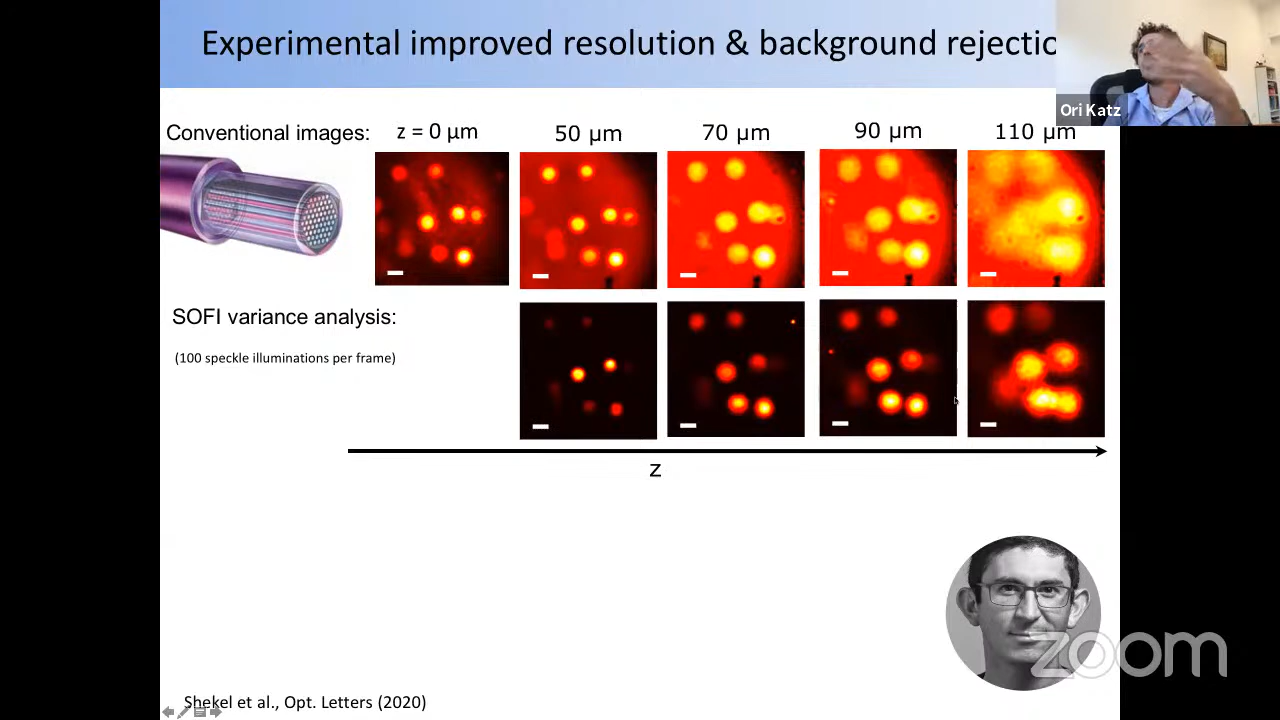 Experimental improved resolution & background rejectio
Ori Katz
Conventional images:
z = 0 µm
50 µm
70 µm
90 µm
110 µm
SOFI variance analysis:
(100 speckle illuminations per frame)
z
zoom
Shekel et al., Opt. Letters (2020)